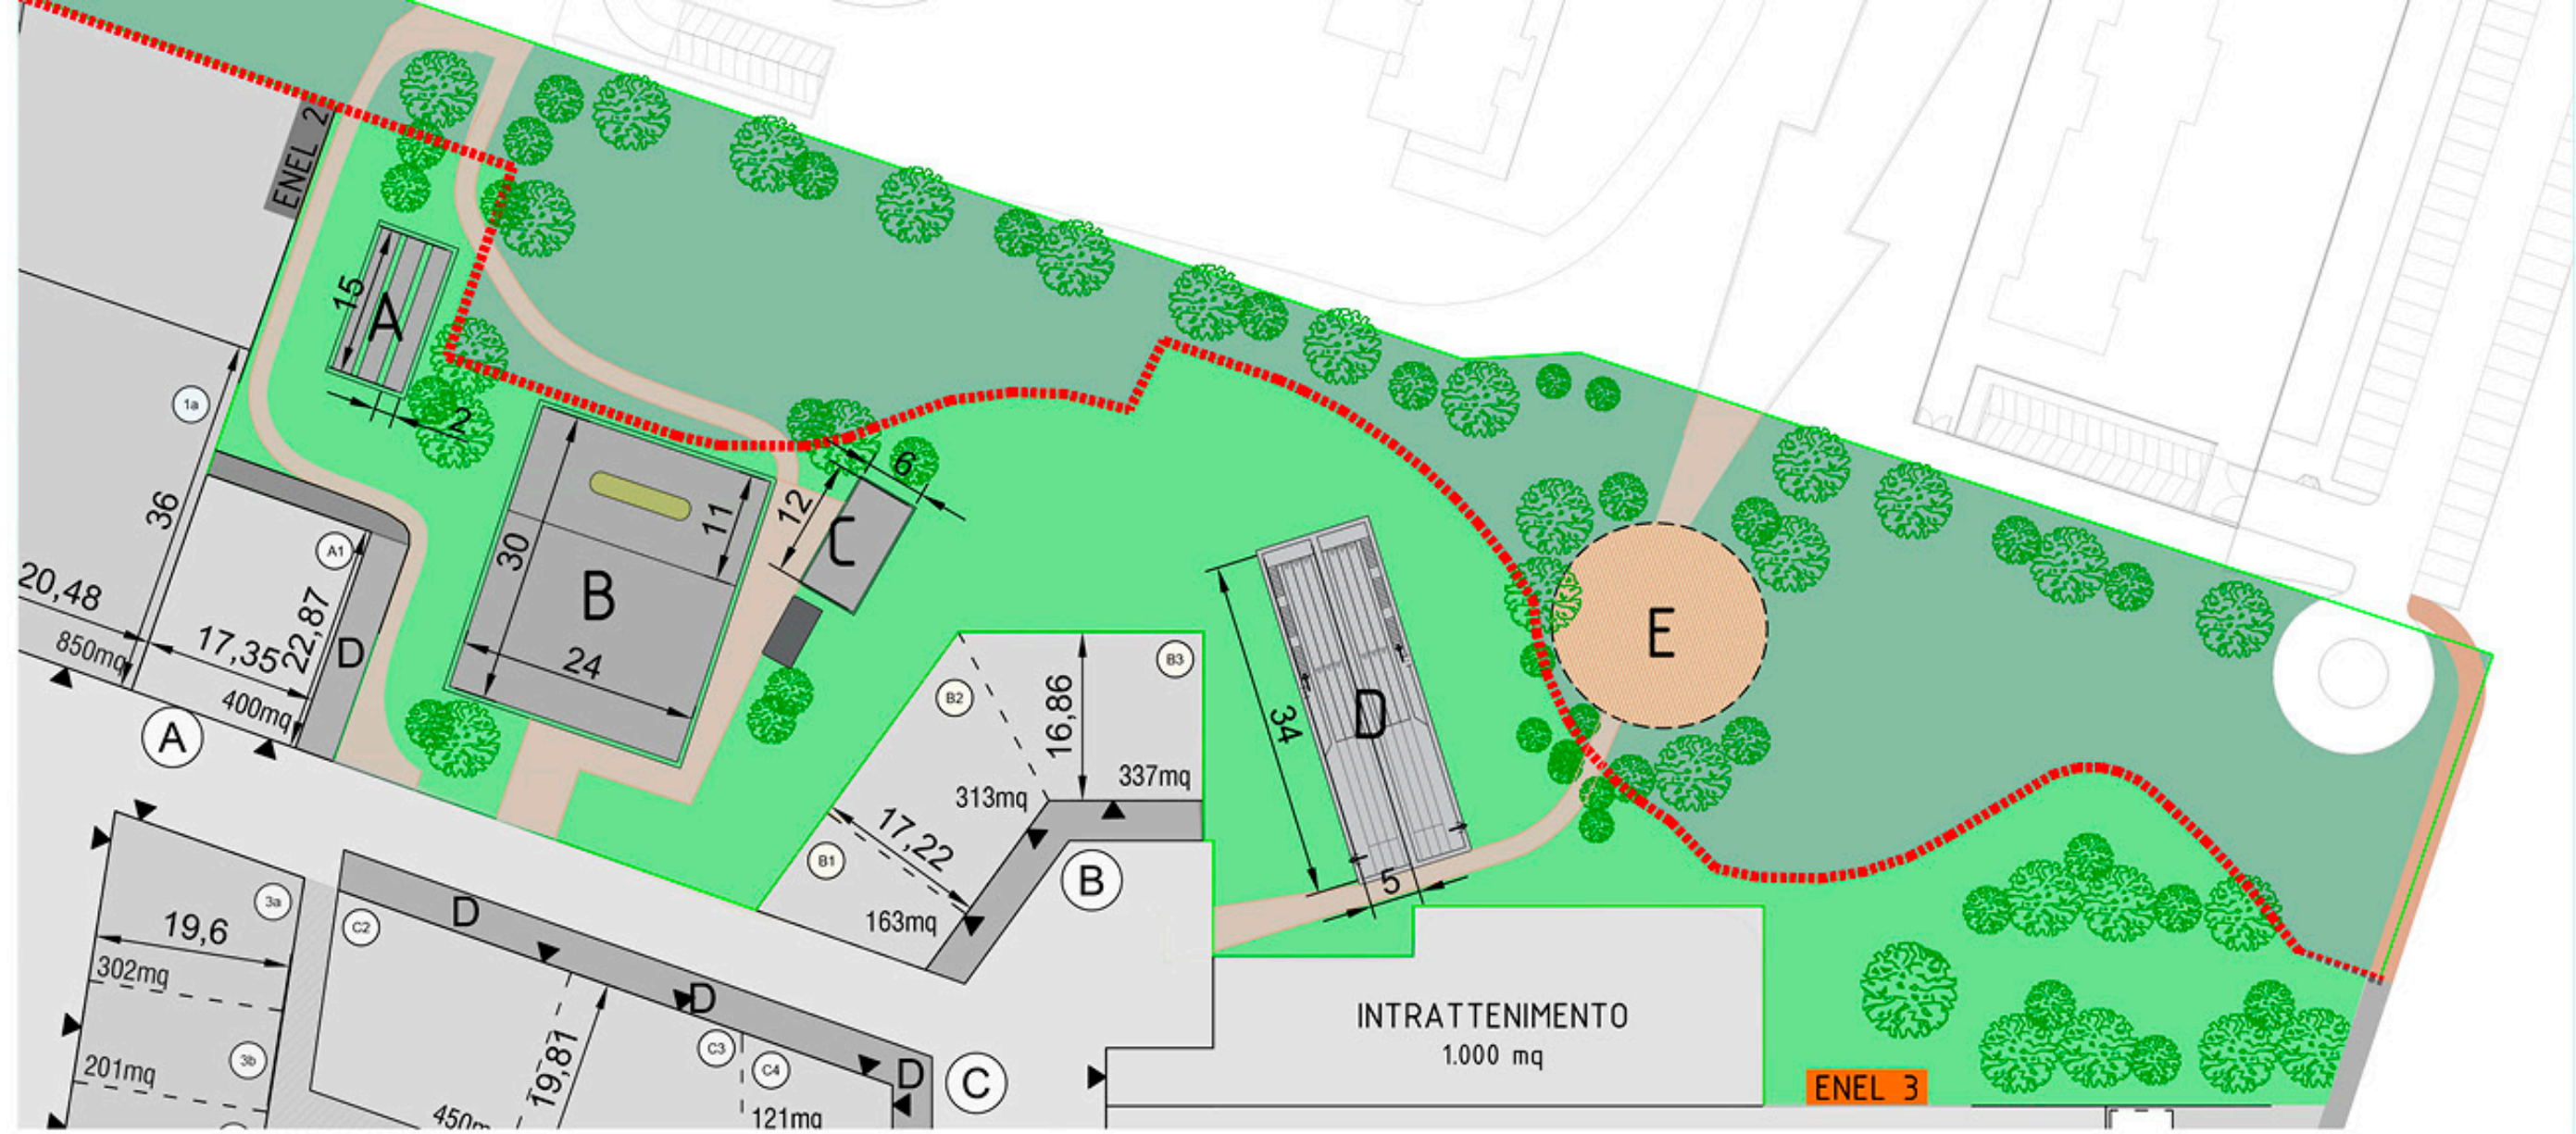 ENEL 2
15
A
2
1a
36
20,48
850mq
A1
22,87
17,35
400mq
D
A
30
11
24
B
12
6
C
B2
B3
16,86
313mq
337mq
17,22
B1
163mq
B
34
D
5
E
3a
19,6
302mq
3b
201mq
C2
D
D
C3
C4
19,81
121mq
D
C
INTRATTENIMENTO
1.000 mq
ENEL 3